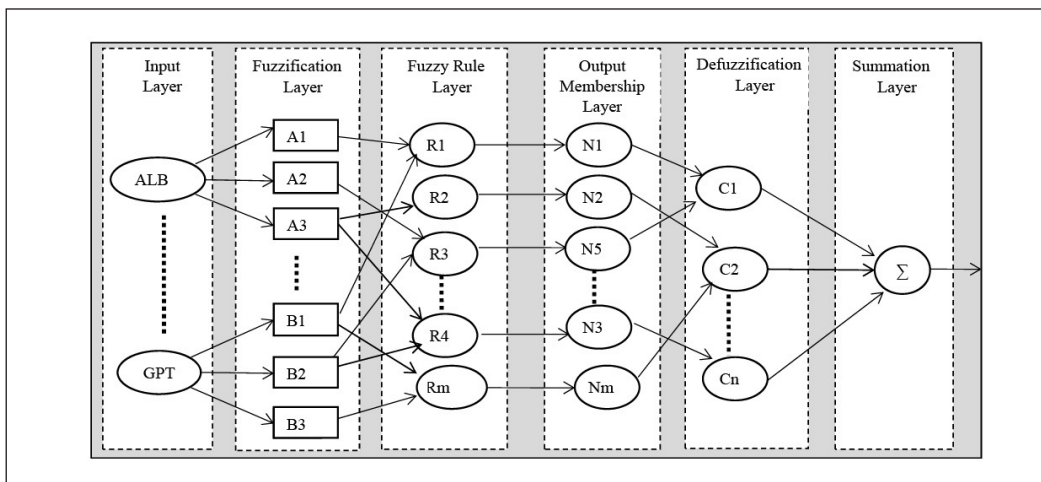 Input
Layer
Fuzzification
Layer
Fuzzy Rule
Layer
Output
Membership
Layer
Defuzzification
Layer
Summation
Layer
ALB
GPT
A1
A2
A3
B1
B2
B3
R1
R2
R3
R4
Rm
N1
N2
N5
N3
Nm
C1
C2
Cn
Σ